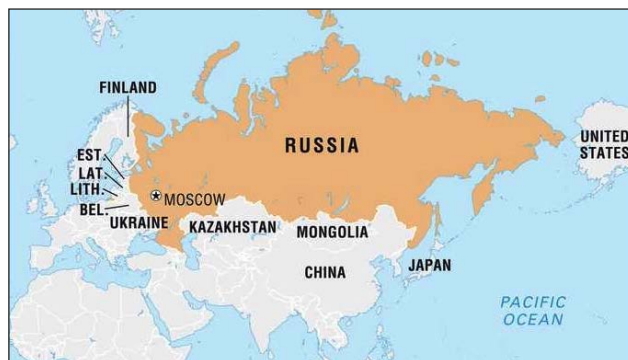 FINLAND
RUSSIA
UNITED
STATES
EST.
LAT.
LITH.
BEL.
MOSCOW
UKRAINE
KAZAKHSTAN
MONGOLIA
CHINA
JAPAN
PACIFIC
OCEAN